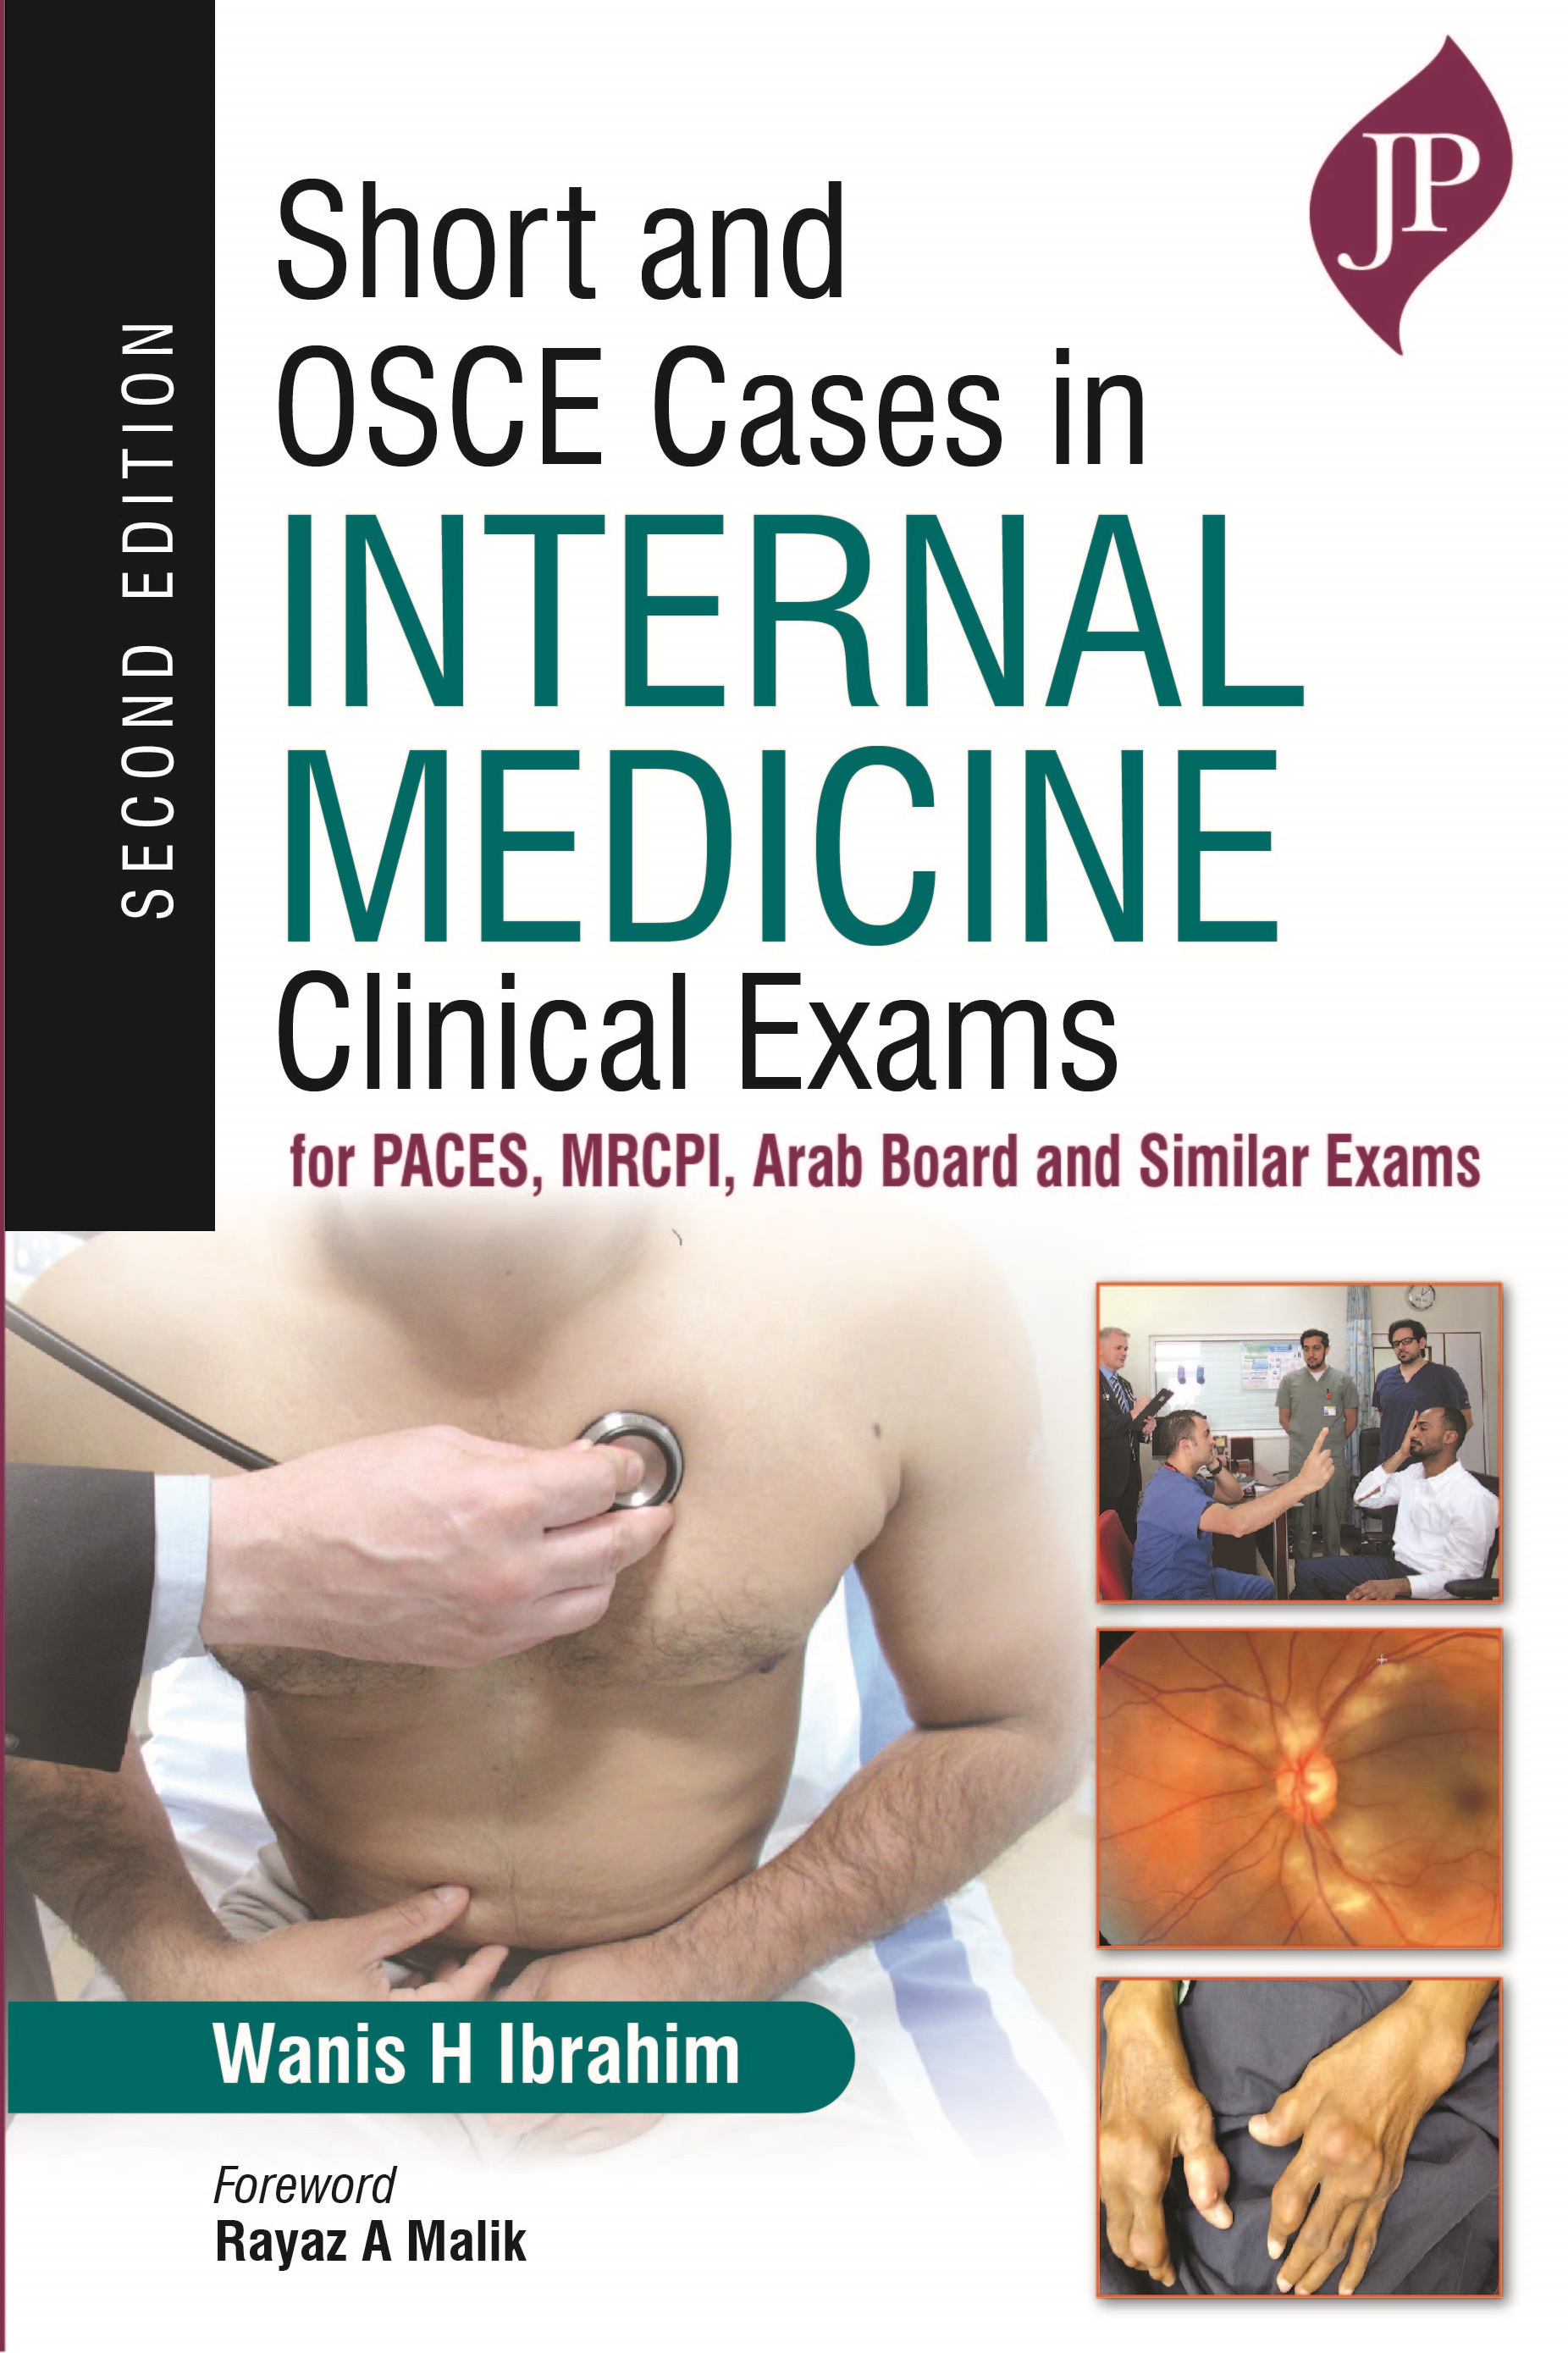 SECOND EDITION
JP
Short and
OSCE Cases in
INTERNAL
MEDICINE
Clinical Exams
for PACES, MRCPI, Arab Board and Similar Exams
Wanis H Ibrahim
Foreword
Rayaz A Malik